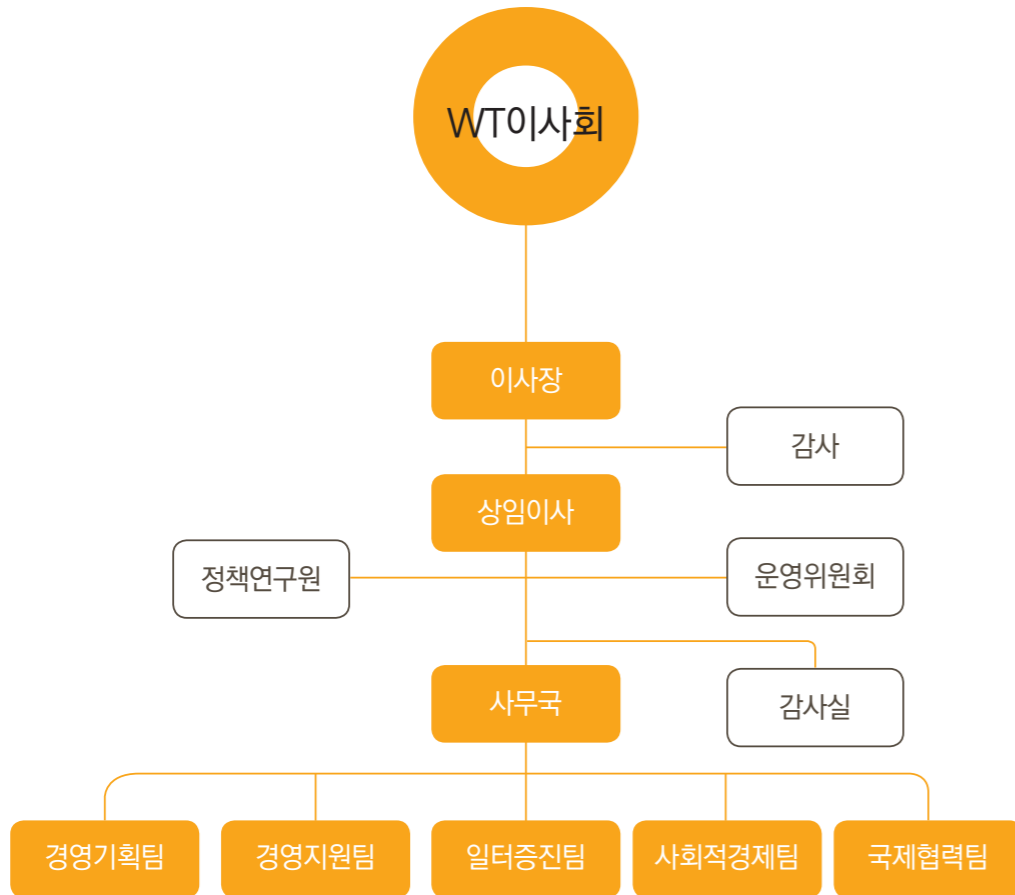 WT이사회
이사장
감사
상임이사
정책연구원
운영위원회
사무국
감사실
경영기획팀
경영지원팀
일터증진팀
사회적경제팀
국제협력팀